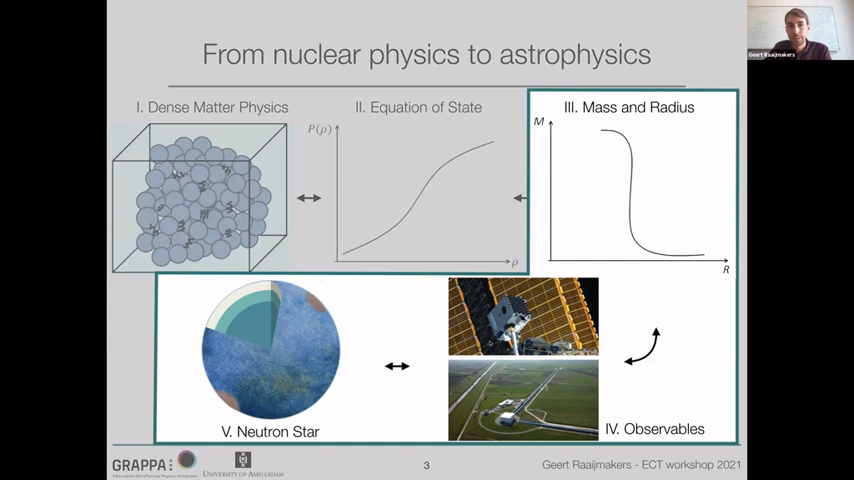 Geert Raaijmakers
From nuclear physics to astrophysics
I. Dense Matter Physics
II. Equation of State
III. Mass and Radius
P(ρ)
ρ
M
R
V. Neutron Star
IV. Observables
GRAPPA
UNIVERSITY OF AMSTERDAM
3
Geert Raaijmakers - ECT workshop 2021